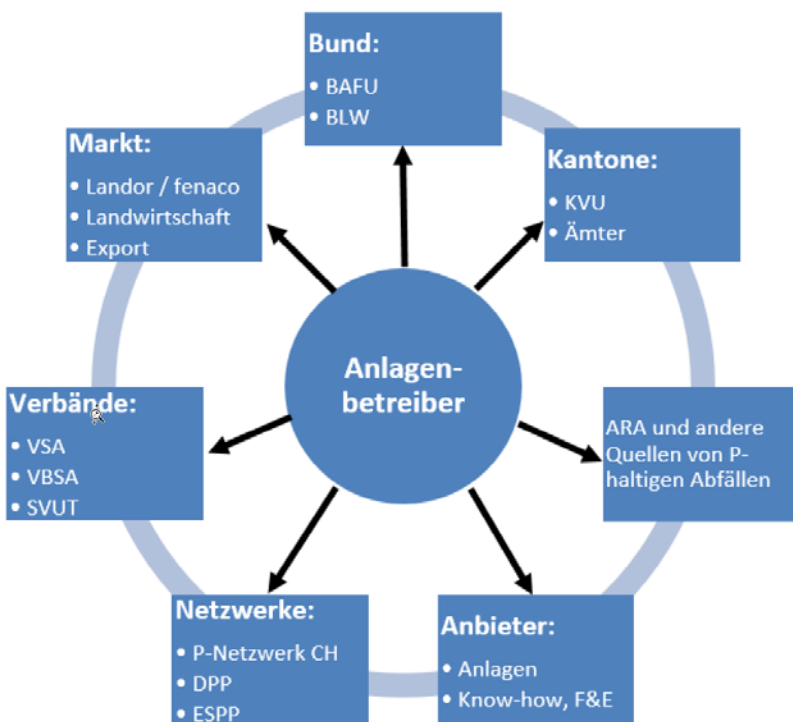 Bund:
• BAFU
• BLW
Markt:
• Landor / fenaco
• Landwirtschaft
• Export
Kantone:
• KVU
• Ämter
Anlagen-
betreiber
Verbände:
• VSA
• VBSA
• SVUT
ARA und andere
Quellen von P-
haltigen Abfällen
Netzwerke:
• P-Netzwerk CH
• DPP
• ESPP
Anbieter:
• Anlagen
• Know-how, F&E